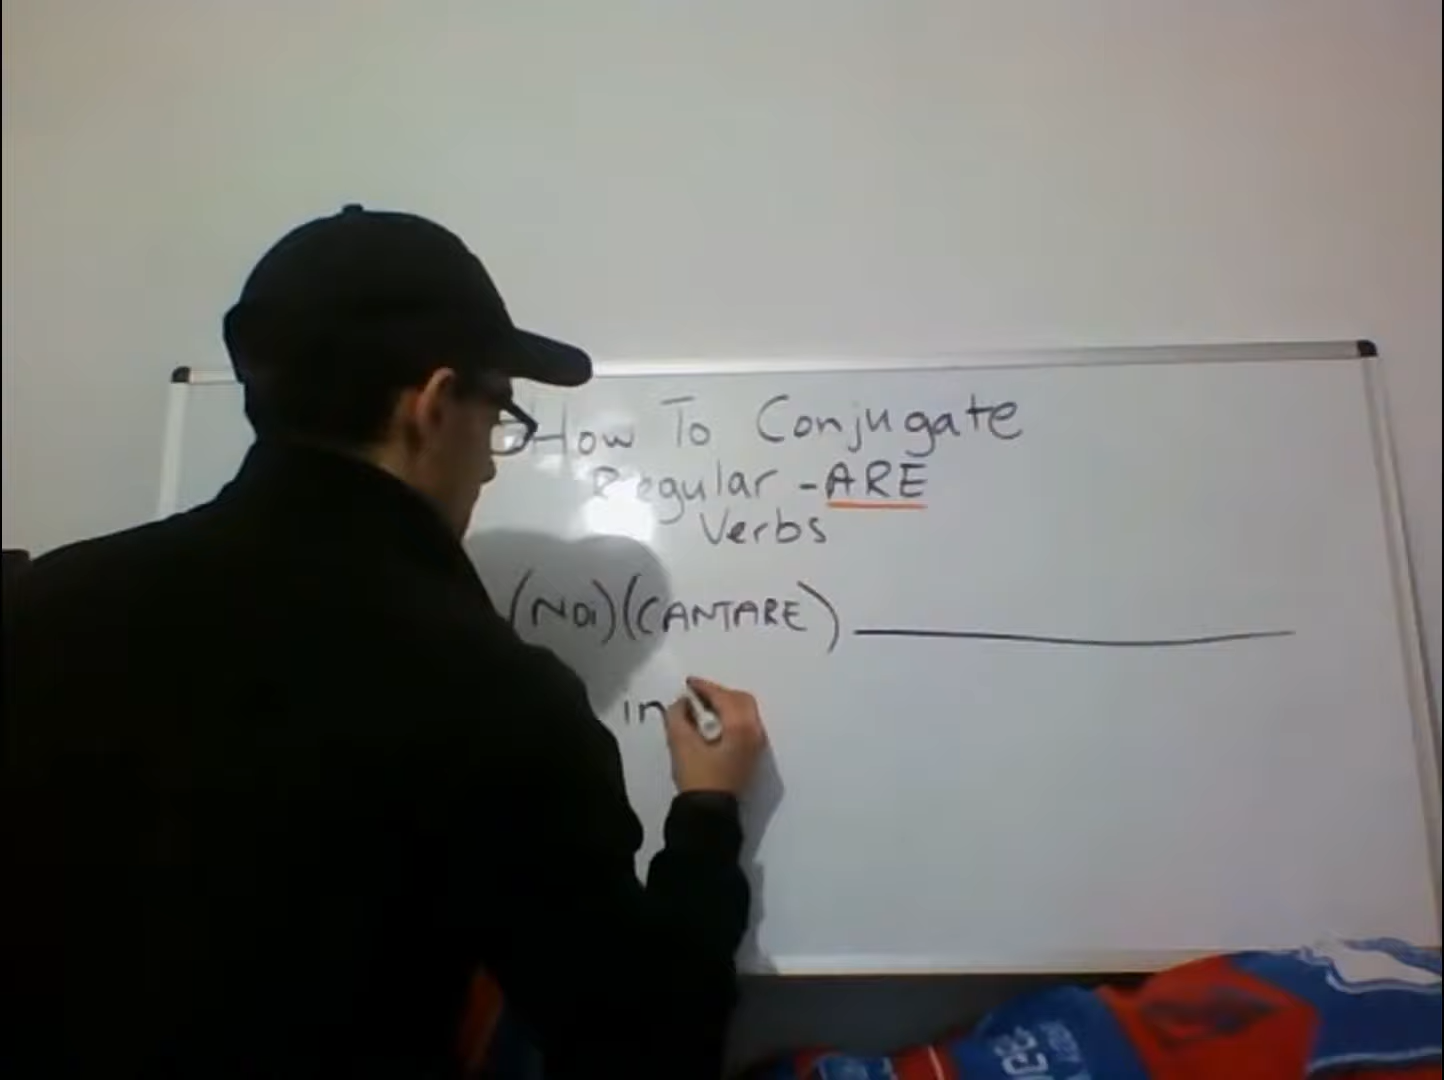 How To Conjugate
Regular -ARE
Verbs
(NOi)(CANTARE)
in